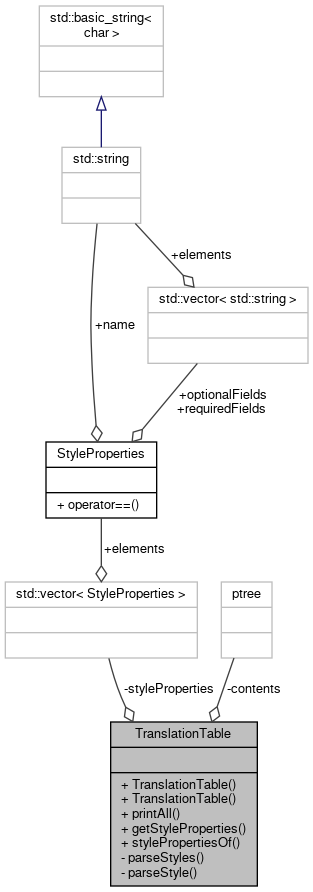 std::basic_string<
char >
std::string
+elements
std::vector< std::string >
+name
+optionalFields
+requiredFields
StyleProperties
+ operator==()
+elements
std::vector< StyleProperties >
ptree
-styleProperties
-contents
TranslationTable
+ TranslationTable()
+ TranslationTable()
+ printAll()
+ getStyleProperties()
+ stylePropertiesOf()
- parseStyles()
- parseStyle()